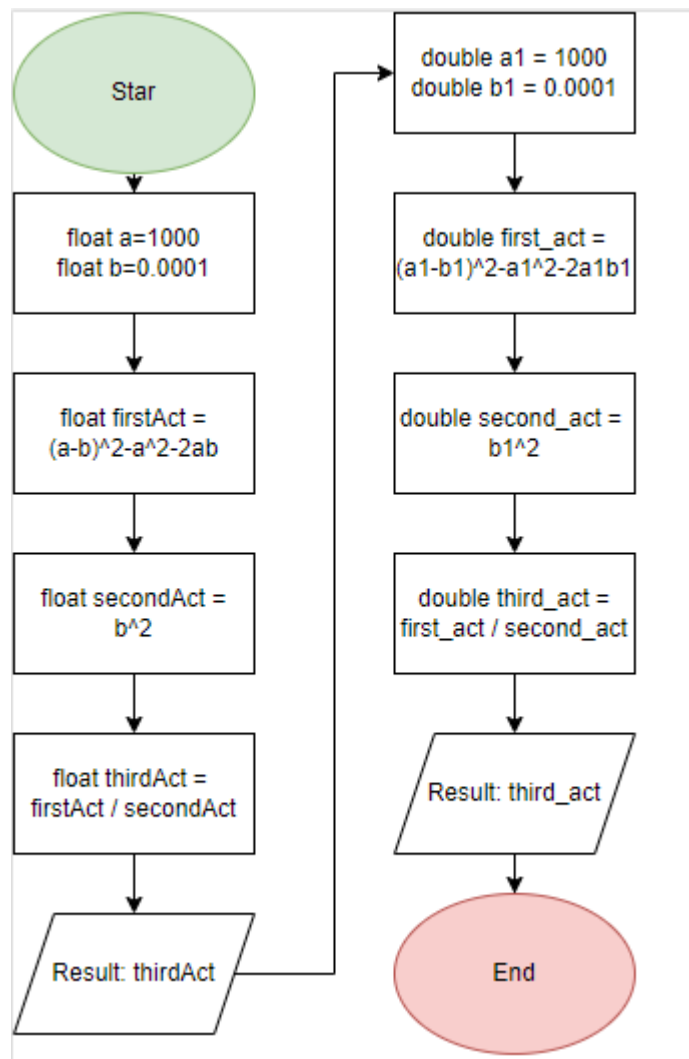 Star
float a=1000
float b=0.0001
float firstAct =
(a-b)^2-a^2-2ab
float secondAct =
b^2
float thirdAct =
firstAct / secondAct
Result: thirdAct
double a1 = 1000
double b1 = 0.0001
double first_act =
(a1-b1)^2-a1^2-2a1b1
double second_act =
b1^2
double third_act =
first_act / second_act
Result: third_act
End